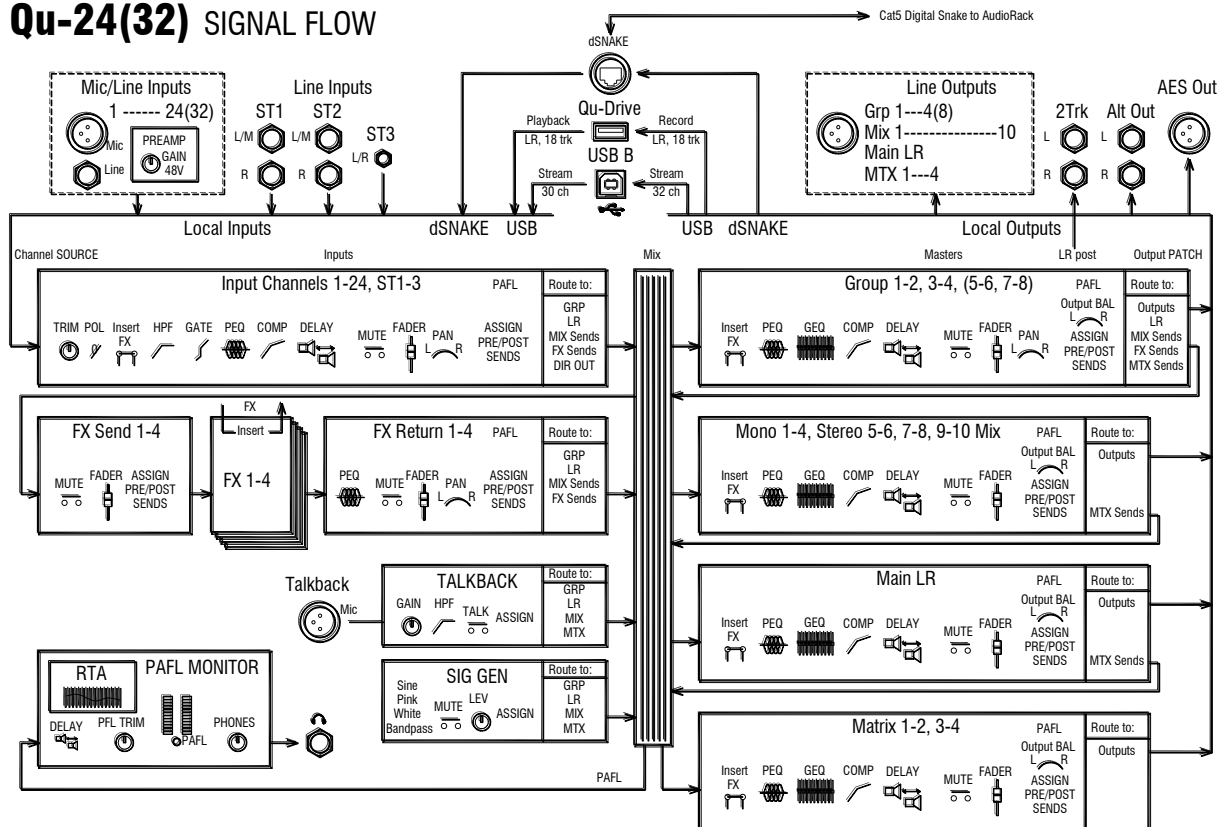 Qu-24(32) SIGNAL FLOW
Cat5 Digital Snake to AudioRack
dSNAKE
Mic/Line Inputs
1 ------ 24(32)
Mic
Line
PREAMP
GAIN
48V
Line Inputs
ST1
ST2
ST3
L/M
L/M
L/R
R
R
Qu-Drive
Playback
LR, 18 trk
Record
LR, 18 trk
USB B
Stream
30 ch
Stream
32 ch
Line Outputs
Grp 1---4(8)
Mix 1---------------10
Main LR
MTX 1---4
2Trk
L
R
Alt Out
L
R
AES Out
Local Inputs
dSNAKE
USB
USB
dSNAKE
Local Outputs
Channel SOURCE
Inputs
Mix
Masters
LR post
Output PATCH
Input Channels 1-24, ST1-3
PAFL
Route to:
TRIM
POL
Insert
FX
HPF
GATE
PEQ
COMP
DELAY
MUTE
FADER
PAN
L
R
ASSIGN
PRE/POST
SENDS
GRP
LR
MIX Sends
FX Sends
DIR OUT
Group 1-2, 3-4, (5-6, 7-8)
PAFL
Output BAL
L
R
Route to:
Insert
FX
PEQ
GEQ
COMP
DELAY
MUTE
FADER
PAN
L
R
ASSIGN
PRE/POST
SENDS
Outputs
LR
MIX Sends
FX Sends
MTX Sends
FX Send 1-4
MUTE
FADER
ASSIGN
PRE/POST
SENDS
FX
Insert
FX 1-4
FX Return 1-4
PAFL
Route to:
PEQ
MUTE
FADER
PAN
L
R
ASSIGN
PRE/POST
SENDS
GRP
LR
MIX Sends
FX Sends
Mono 1-4, Stereo 5-6, 7-8, 9-10 Mix
PAFL
Output BAL
L
R
Route to:
Insert
FX
PEQ
GEQ
COMP
DELAY
MUTE
FADER
ASSIGN
PRE/POST
SENDS
Outputs
MTX Sends
Talkback
Mic
TALKBACK
GAIN
HPF
TALK
ASSIGN
Route to:
GRP
LR
MIX
MTX
Main LR
PAFL
Output BAL
L
R
Route to:
Insert
FX
PEQ
GEQ
COMP
DELAY
MUTE
FADER
ASSIGN
PRE/POST
SENDS
Outputs
MTX Sends
RTA
PAFL MONITOR
DELAY
PFL TRIM
PAFL
PHONES
SIG GEN
Sine
Pink
White
Bandpass
MUTE
LEV
ASSIGN
Route to:
GRP
LR
MIX
MTX
PAFL
Matrix 1-2, 3-4
PAFL
Output BAL
L
R
Route to:
Insert
FX
PEQ
GEQ
COMP
DELAY
MUTE
FADER
ASSIGN
PRE/POST
SENDS
Outputs